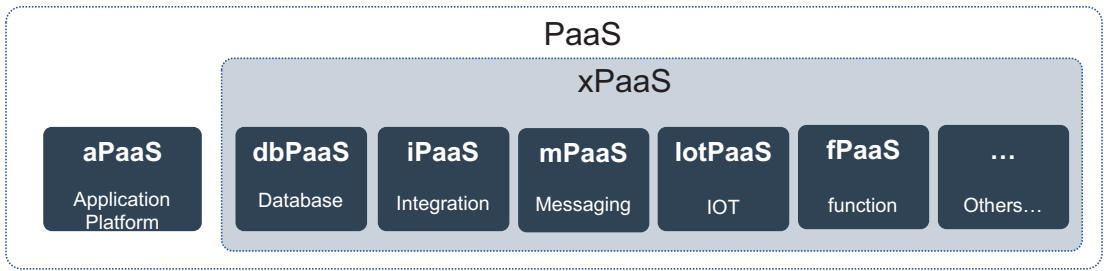 PaaS
xPaaS
aPaaS
Application
Platform
dbPaaS
Database
iPaaS
Integration
mPaaS
Messaging
IotPaaS
IOT
fPaaS
function
...
Others...